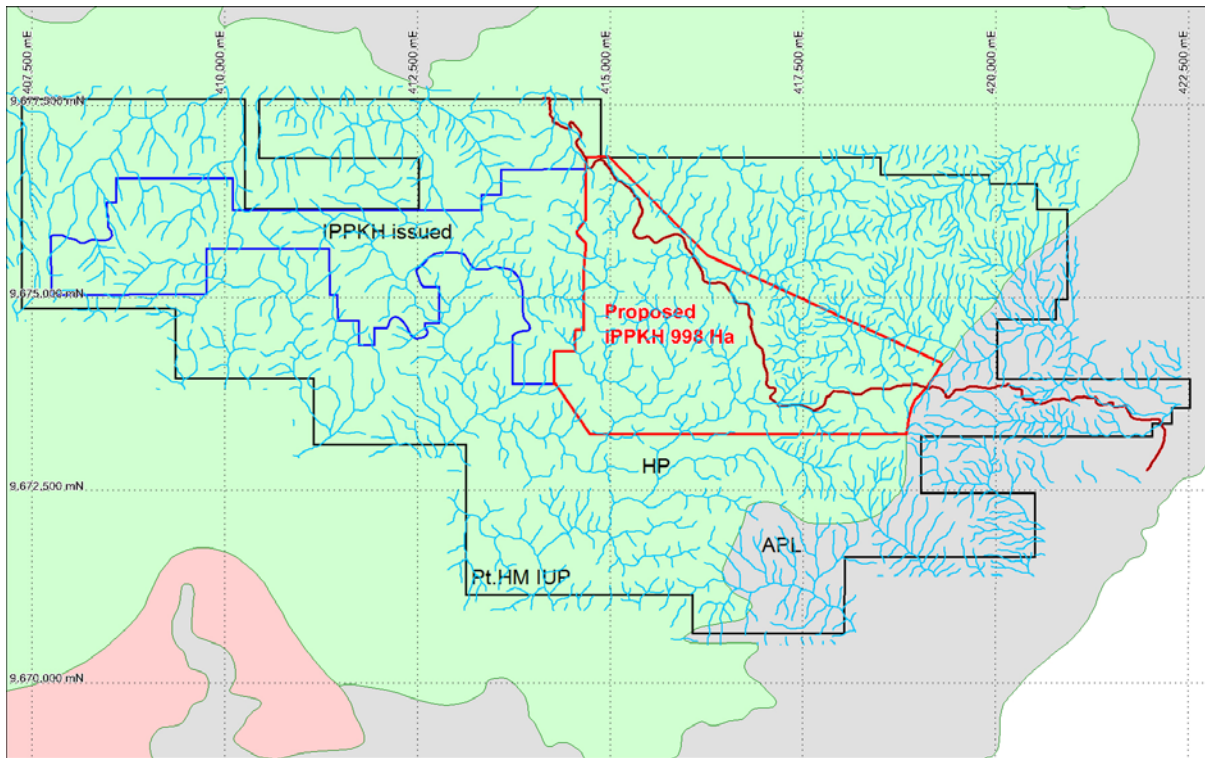 407,500 mE
410,000 mE
412,500 mE
415,000 mE
417,500 mE
420,000 mE
422,500 mE
9,677,500 mN
iPPKH issued
9,675,000 mN
Proposed
iPPKH 998 Ha
HP
9,672,500 mN
APL
Pt.HM IUP
9,670,000 mN